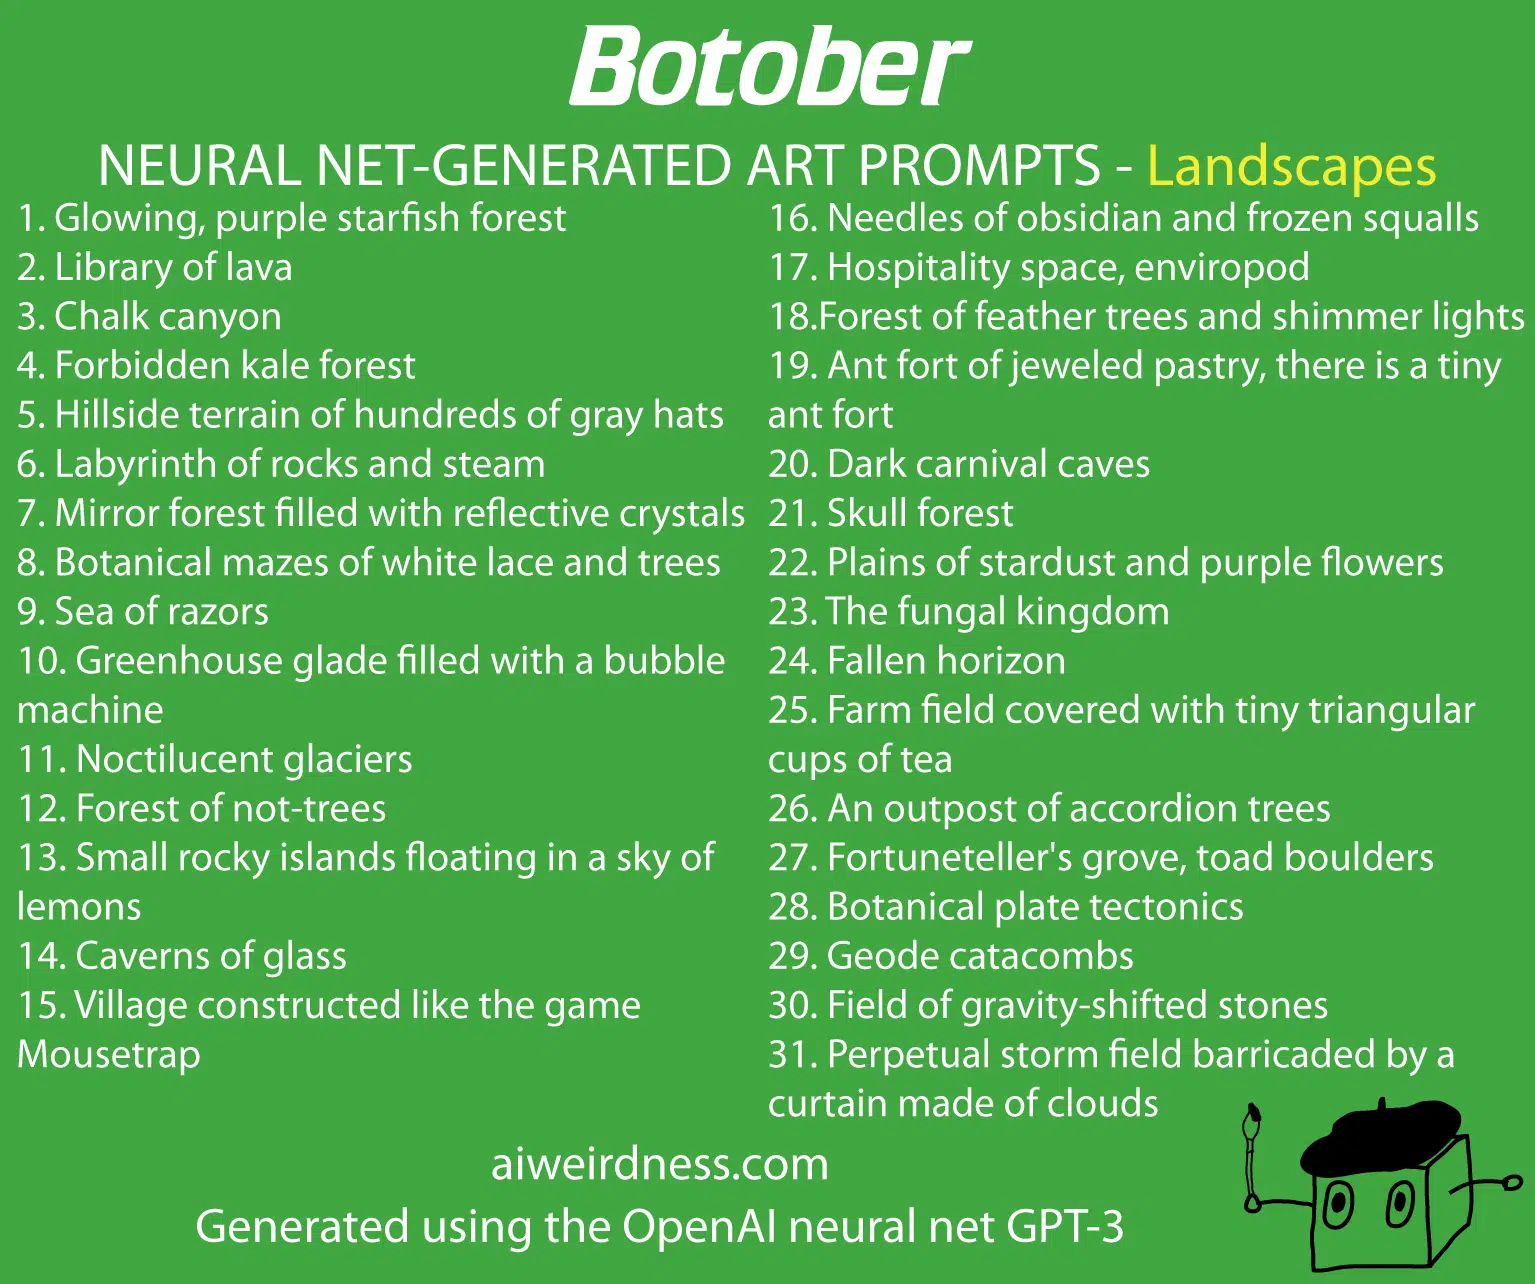 Botober
NEURAL NET-GENERATED ART PROMPTS - Landscapes
1. Glowing, purple starfish forest
2. Library of lava
3. Chalk canyon
4. Forbidden kale forest
5. Hillside terrain of hundreds of gray hats
6. Labyrinth of rocks and steam
7. Mirror forest filled with reflective crystals
8. Botanical mazes of white lace and trees
9. Sea of razors
10. Greenhouse glade filled with a bubble
machine
11. Noctilucent glaciers
12. Forest of not-trees
13. Small rocky islands floating in a sky of
lemons
14. Caverns of glass
15. Village constructed like the game
Mousetrap
16. Needles of obsidian and frozen squalls
17. Hospitality space, enviropod
18.Forest of feather trees and shimmer lights
19. Ant fort of jeweled pastry, there is a tiny
ant fort
20. Dark carnival caves
21. Skull forest
22. Plains of stardust and purple flowers
23. The fungal kingdom
24. Fallen horizon
25. Farm field covered with tiny triangular
cups of tea
26. An outpost of accordion trees
27. Fortuneteller's grove, toad boulders
28. Botanical plate tectonics
29. Geode catacombs
30. Field of gravity-shifted stones
31. Perpetual storm field barricaded by a
curtain made of clouds
aiweirdness.com
Generated using the OpenAI neural net GPT-3